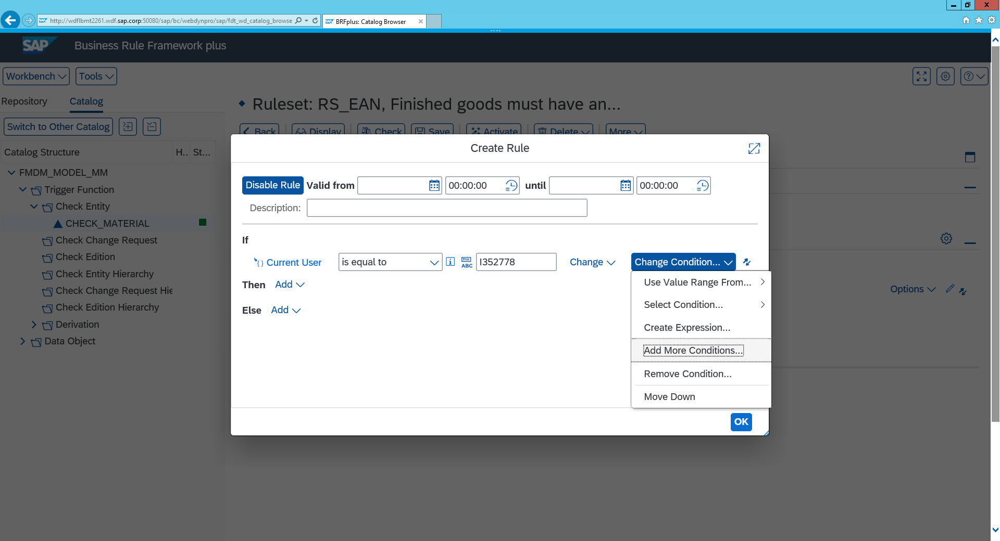 http://wdflbmt2261.wdf.sap.corp:50080/sap/bc/webdynpro/sap/fdt_wd_catalog_browse
BRFplus: Catalog Browser
SAP
Business Rule Framework plus
Workbench
Tools
Repository
Catalog
Switch to Other Catalog
Catalog Structure
H..
St...
FMDM_MODEL_MM
Trigger Function
Check Entity
CHECK_MATERIAL
Check Change Request
Check Edition
Check Entity Hierarchy
Check Change Request Hie
Check Edition Hierarchy
Derivation
Data Object
Ruleset: RS_EAN, Finished goods must have an...
Back
Display
Check
Save
Activate
Delete
More
Options
Create Rule
Disable Rule
Valid from
00:00:00
until
00:00:00
Description:
If
Current User
is equal to
ABC
I352778
Change
Change Condition...
Then
Add
Else
Add
Use Value Range From...
Select Condition...
Create Expression...
Add More Conditions...
Remove Condition...
Move Down
OK